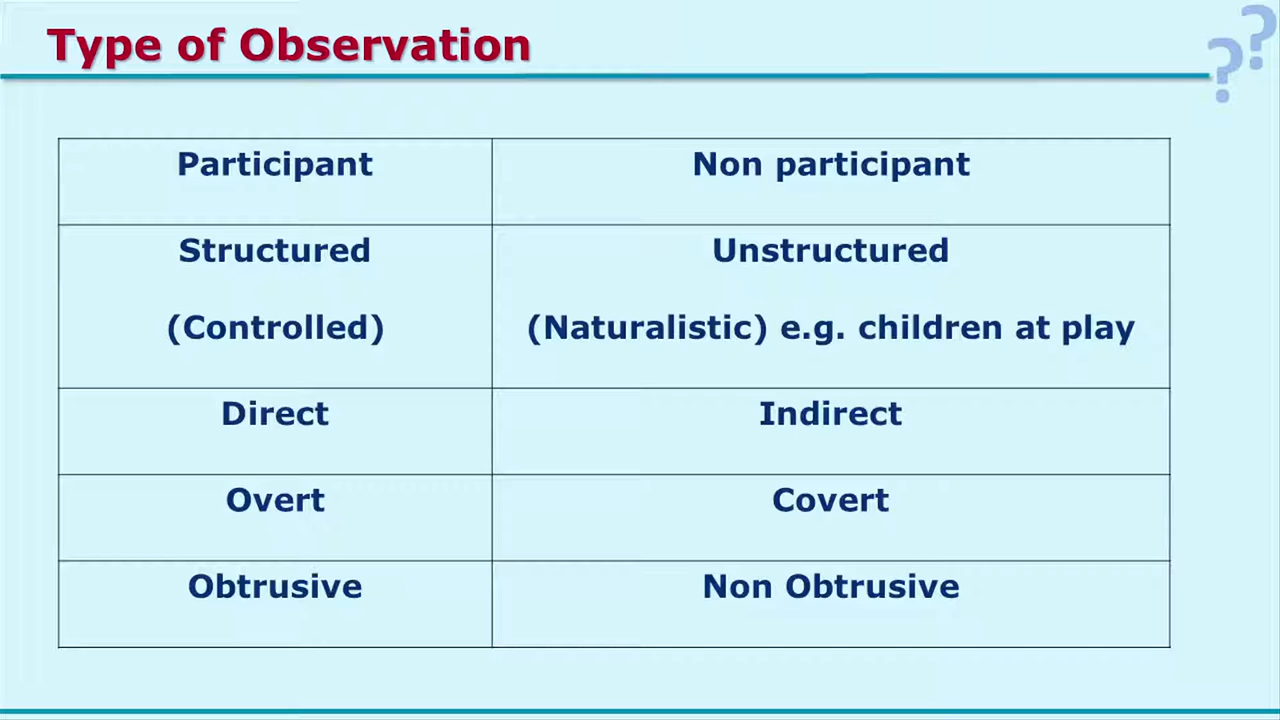 Type of Observation
??
Participant
Non participant
Structured
(Controlled)
Unstructured
(Naturalistic) e.g. children at play
Direct
Indirect
Overt
Covert
Obtrusive
Non Obtrusive